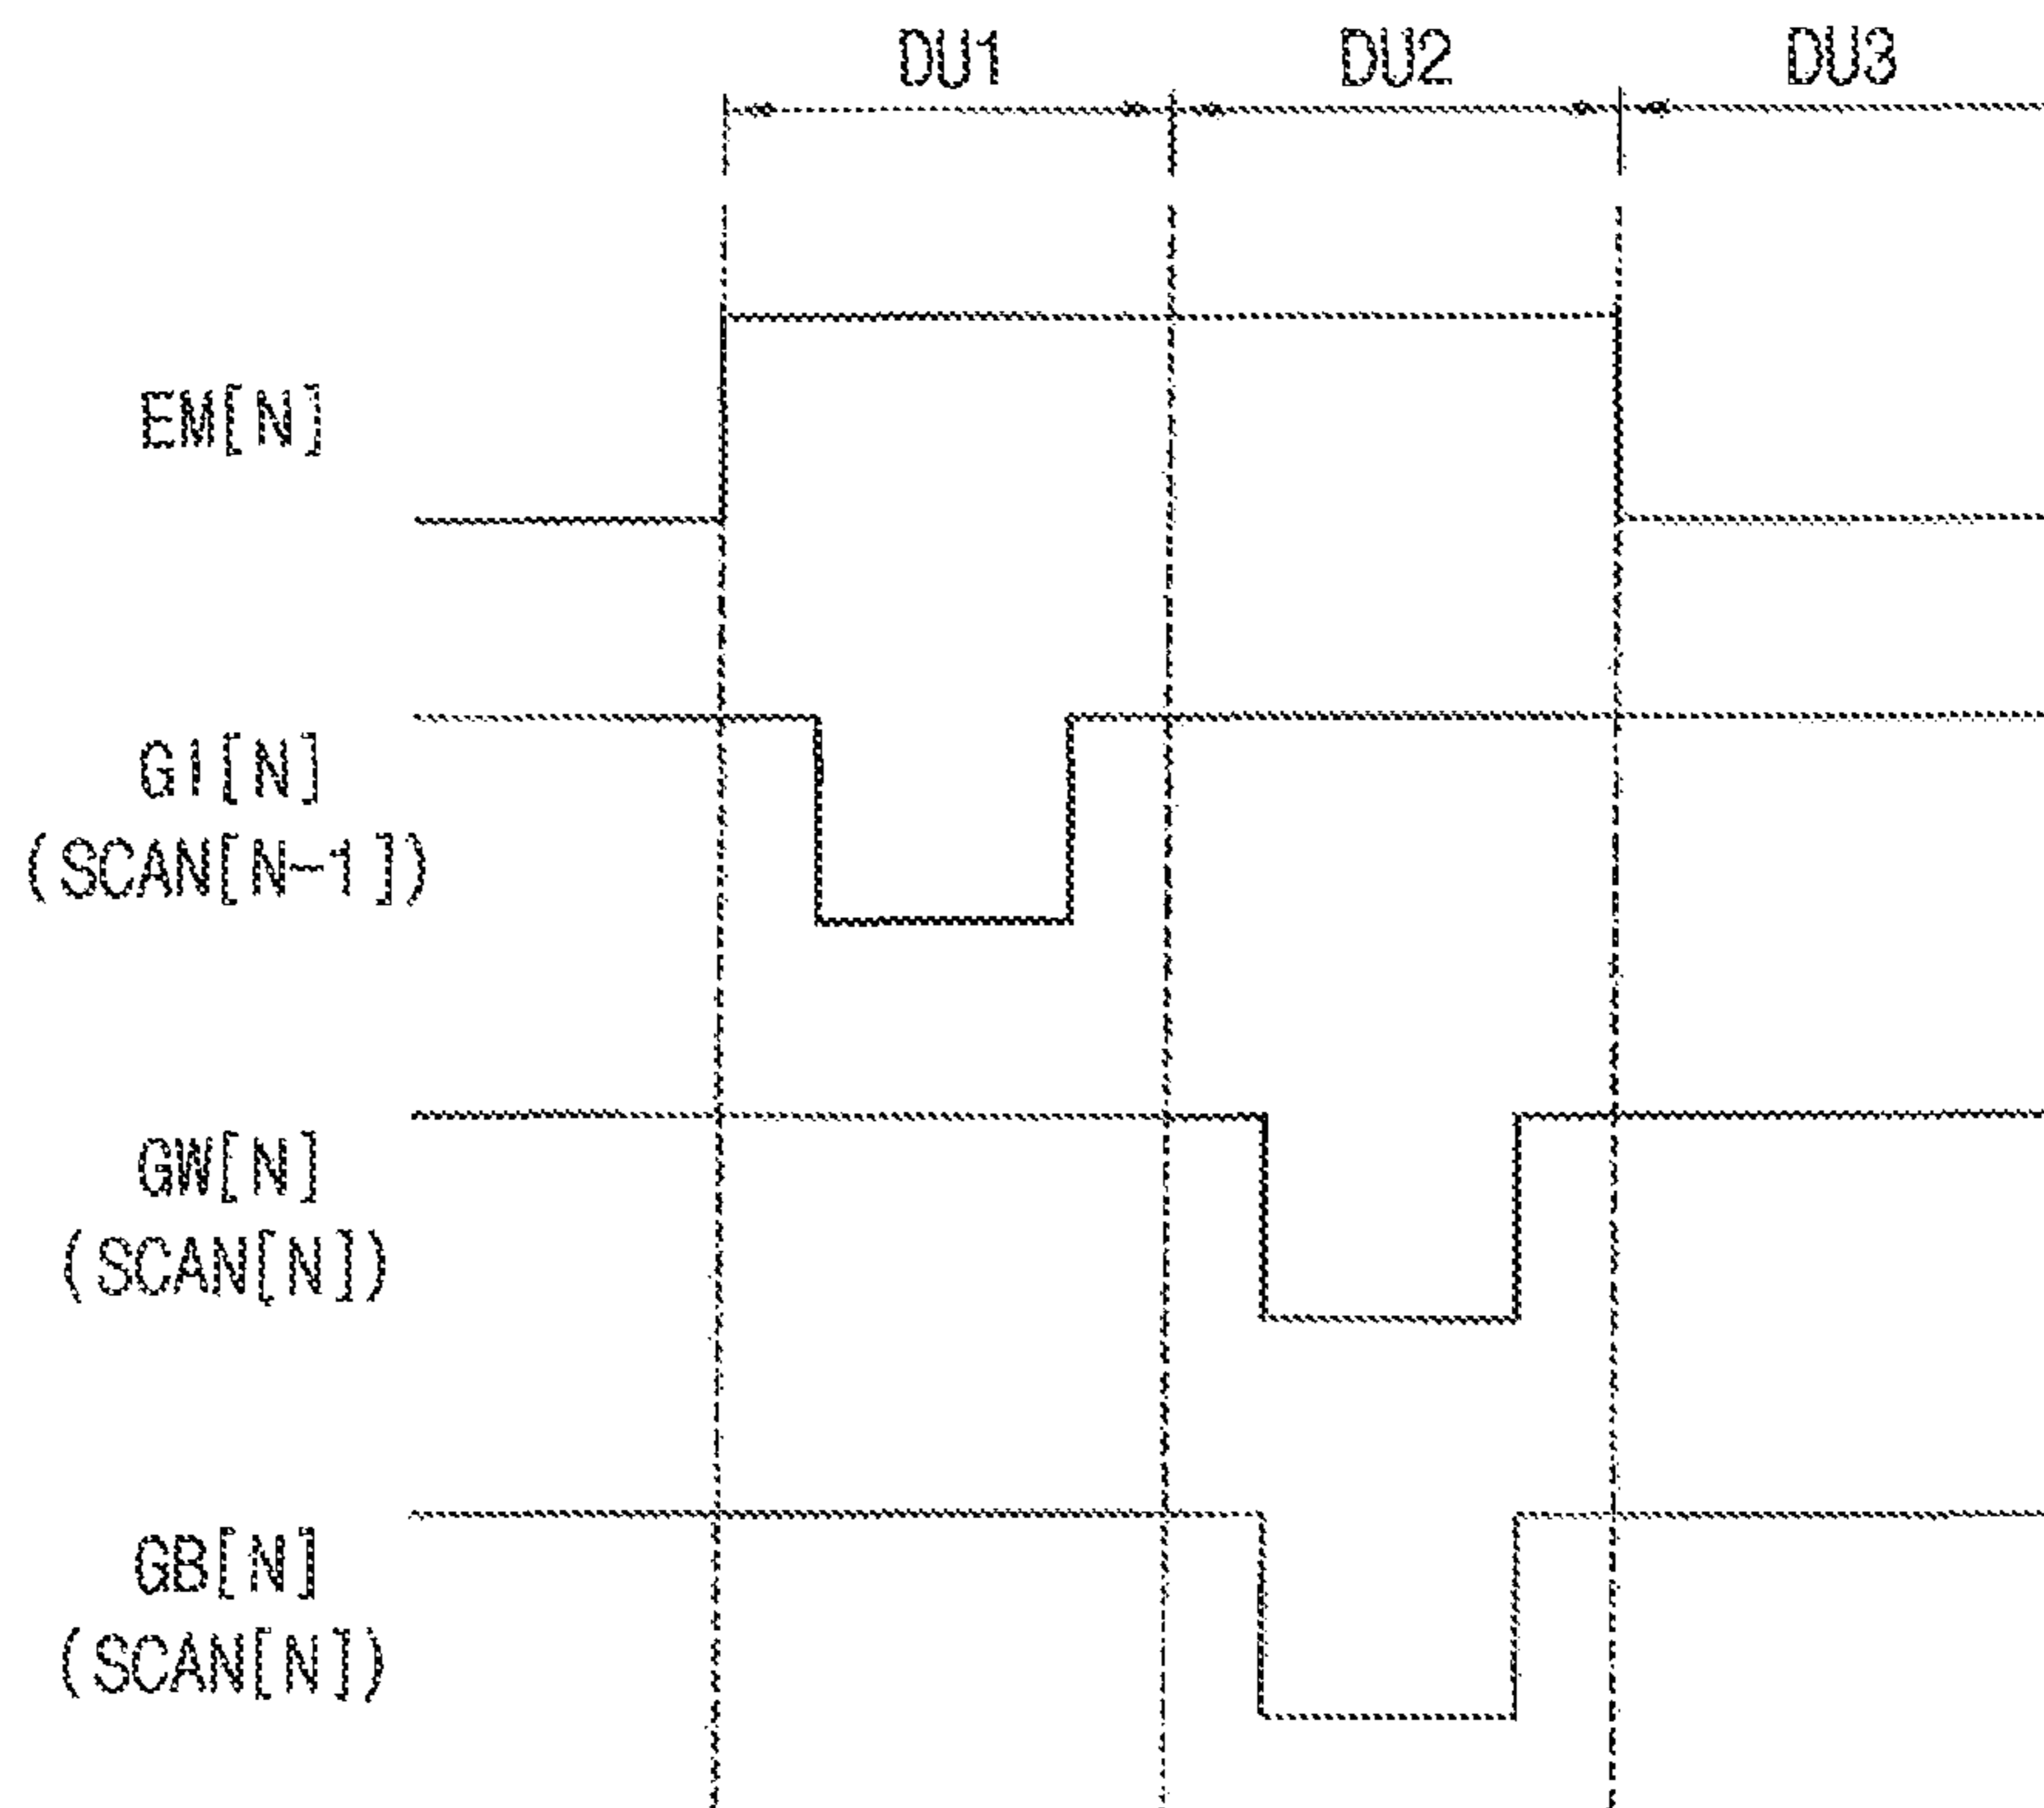 DU1 DU2 DU3
EM[N]
GI[N]
(SCAN[N-1])
GW[N]
(SCAN[N])
GB[N]
(SCAN[N])